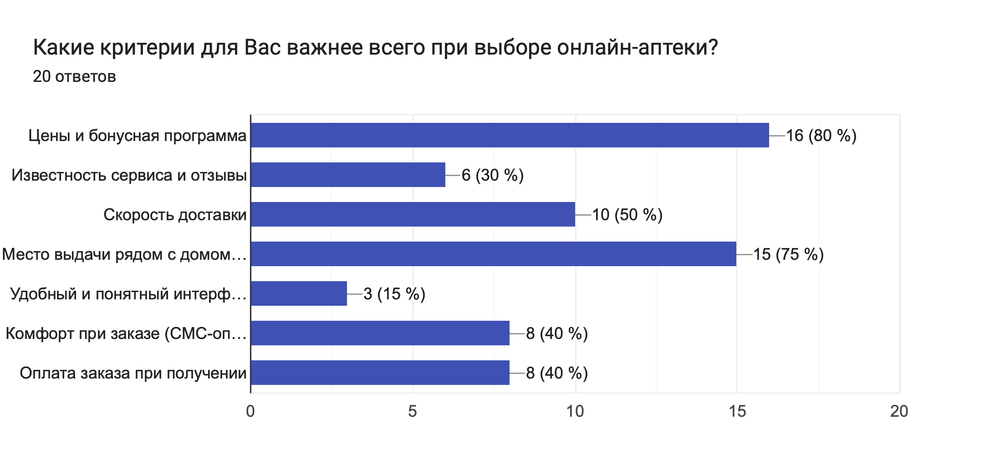 Какие критерии для Вас важнее всего при выборе онлайн-аптеки?
20 ответов
Цены и бонусная программа 16 (80 %)
Известность сервиса и отзывы 6 (30 %)
Скорость доставки 10 (50 %)
Место выдачи рядом с домом… 15 (75 %)
Удобный и понятный интерф… 3 (15 %)
Комфорт при заказе (СМС-оп… 8 (40 %)
Оплата заказа при получении 8 (40 %)
0 5 10 15 20